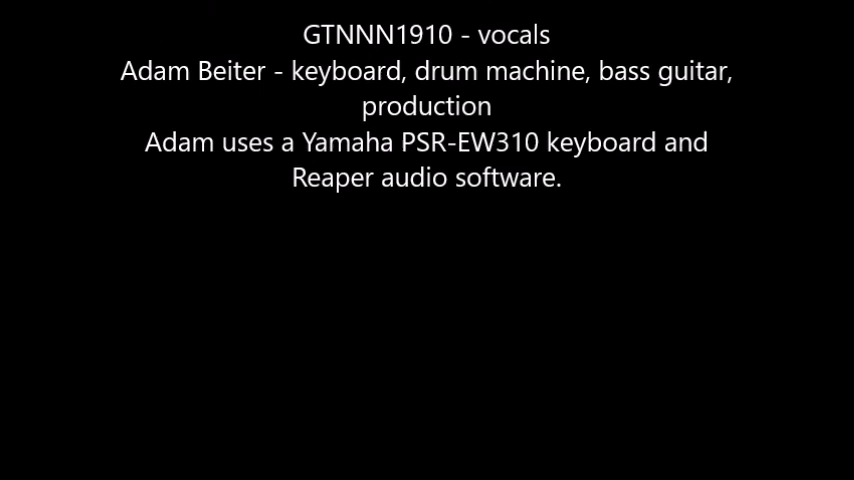 GTNNN1910 - vocals
Adam Beiter - keyboard, drum machine, bass guitar,
production
Adam uses a Yamaha PSR-EW310 keyboard and
Reaper audio software.